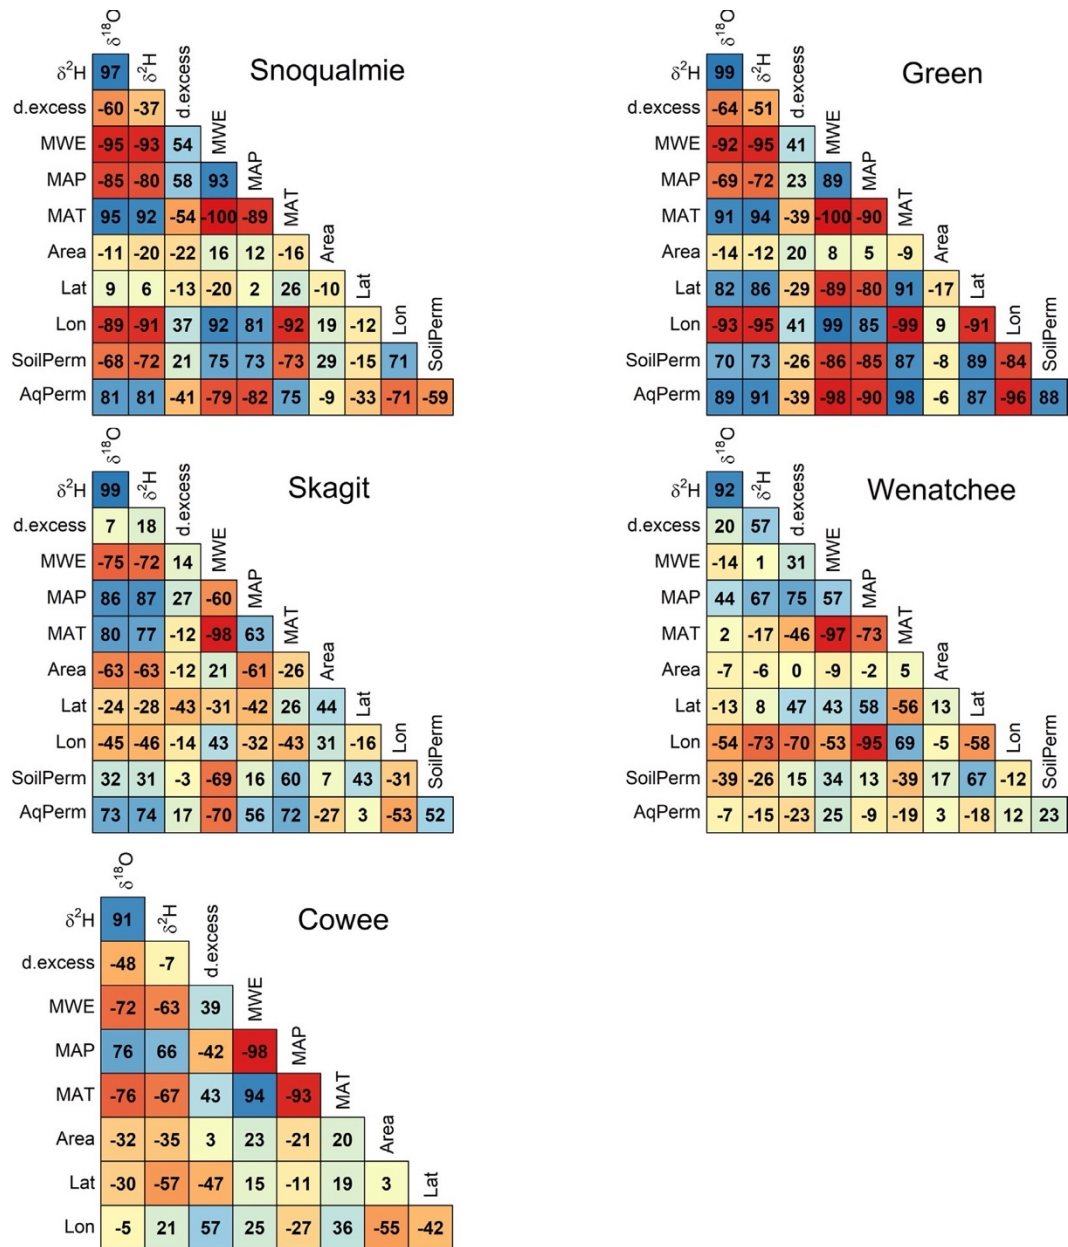 δ18O
δ2H 97 δ2H Snoqualmie
d.excess -60 -37 d.excess
MWE -95 -93 54 MWE
MAP -85 -80 58 93 MAP
MAT 95 92 -54 -100 -89 MAT
Area -11 -20 -22 16 12 -16 Area
Lat 9 6 -13 -20 2 26 -10 Lat
Lon -89 -91 37 92 81 -92 19 -12 Lon
SoilPerm -68 -72 21 75 73 -73 29 -15 71 SoilPerm
AqPerm 81 81 -41 -79 -82 75 -9 -33 -71 -59
δ18O
δ2H 99 δ2H Green
d.excess -64 -51 d.excess
MWE -92 -95 41 MWE
MAP -69 -72 23 89 MAP
MAT 91 94 -39 -100 -90 MAT
Area -14 -12 20 8 5 -9 Area
Lat 82 86 -29 -89 -80 91 -17 Lat
Lon -93 -95 41 99 85 -99 9 -91 Lon
SoilPerm 70 73 -26 -86 -85 87 -8 89 -84 SoilPerm
AqPerm 89 91 -39 -98 -90 98 -6 87 -96 88
δ18O
δ2H 99 δ2H Skagit
d.excess 7 18 d.excess
MWE -75 -72 14 MWE
MAP 86 87 27 -60 MAP
MAT 80 77 -12 -98 63 MAT
Area -63 -63 -12 21 -61 -26 Area
Lat -24 -28 -43 -31 -42 26 44 Lat
Lon -45 -46 -14 43 -32 -43 31 -16 Lon
SoilPerm 32 31 -3 -69 16 60 7 43 -31 SoilPerm
AqPerm 73 74 17 -70 56 72 -27 3 -53 52
δ18O
δ2H 92 δ2H Wenatchee
d.excess 20 57 d.excess
MWE -14 1 31 MWE
MAP 44 67 75 57 MAP
MAT 2 -17 -46 -97 -73 MAT
Area -7 -6 0 -9 -2 5 Area
Lat -13 8 47 43 58 -56 13 Lat
Lon -54 -73 -70 -53 -95 69 -5 -58 Lon
SoilPerm -39 -26 15 34 13 -39 17 67 -12 SoilPerm
AqPerm -7 -15 -23 25 -9 -19 3 -18 12 23
δ18O
δ2H 91 δ2H Cowee
d.excess -48 -7 d.excess
MWE -72 -63 39 MWE
MAP 76 66 -42 -98 MAP
MAT -76 -67 43 94 -93 MAT
Area -32 -35 3 23 -21 20 Area
Lat -30 -57 -47 15 -11 19 3 Lat
Lon -5 21 57 25 -27 36 -55 -42